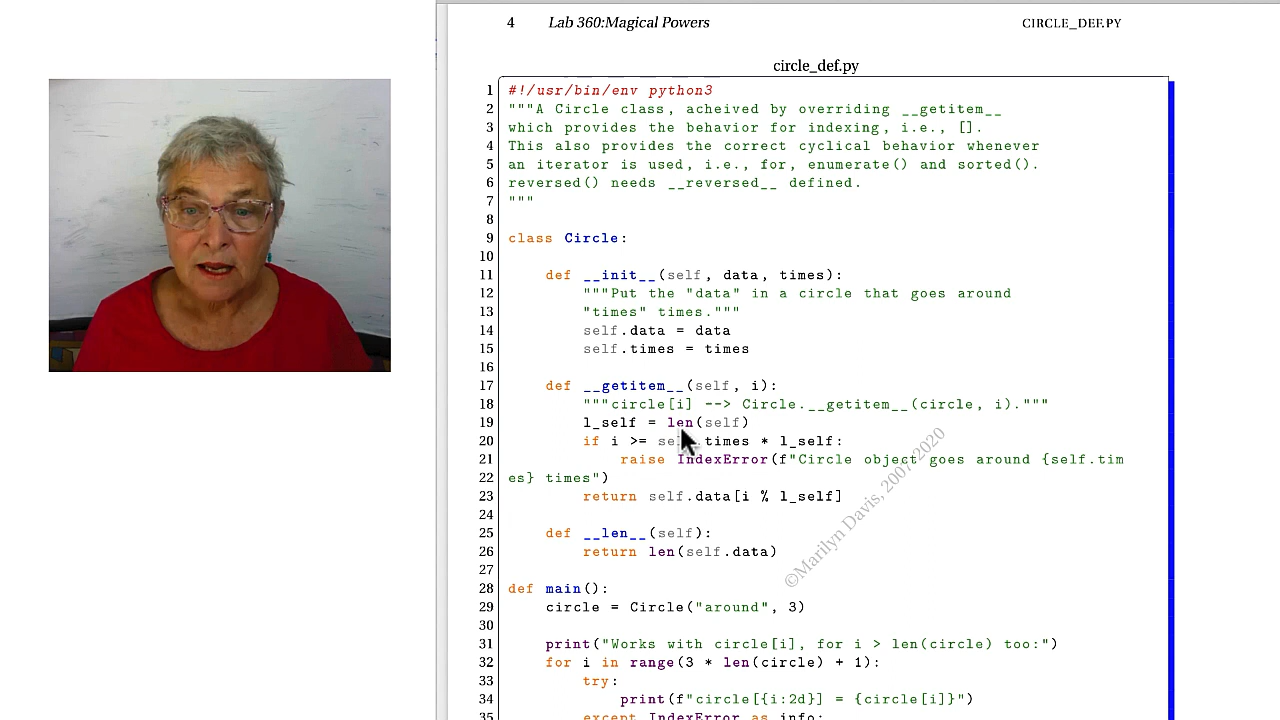 4 Lab 360:Magical Powers CIRCLE_DEF.PY
circle_def.py
1 #!/usr/bin/env python3
2 """A Circle class, acheived by overriding __getitem__
3 which provides the behavior for indexing, i.e., [].
4 This also provides the correct cyclical behavior whenever
5 an iterator is used, i.e., for, enumerate() and sorted().
6 reversed() needs __reversed__ defined.
7 """
8
9 class Circle:
10
11 def __init__(self, data, times):
12 """Put the "data" in a circle that goes around
13 "times" times."""
14 self.data = data
15 self.times = times
16
17 def __getitem__(self, i):
18 """circle[i] --> Circle.__getitem__(circle, i)."""
19 l_self = len(self)
20 if i >= se times * l_self:
21 raise IndexError(f"Circle object goes around {self.tim
22 es} times")
23 return self.data[i % l_self]
24
25 def __len__(self):
26 return len(self.data)
27
28 def main():
29 circle = Circle("around", 3)
30
31 print("Works with circle[i], for i > len(circle) too:")
32 for i in range(3 * len(circle) + 1):
33 try:
34 print(f"circle[{i:2d}] = {circle[i]}")
35 except IndexError as info:
©Marilyn Davis, 2007-2020